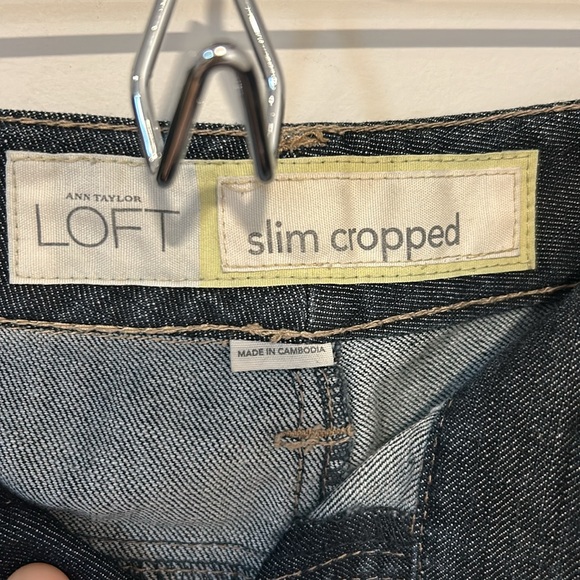 ANN TAYLOR
LOFT
slim cropped
MADE IN CAMBODIA